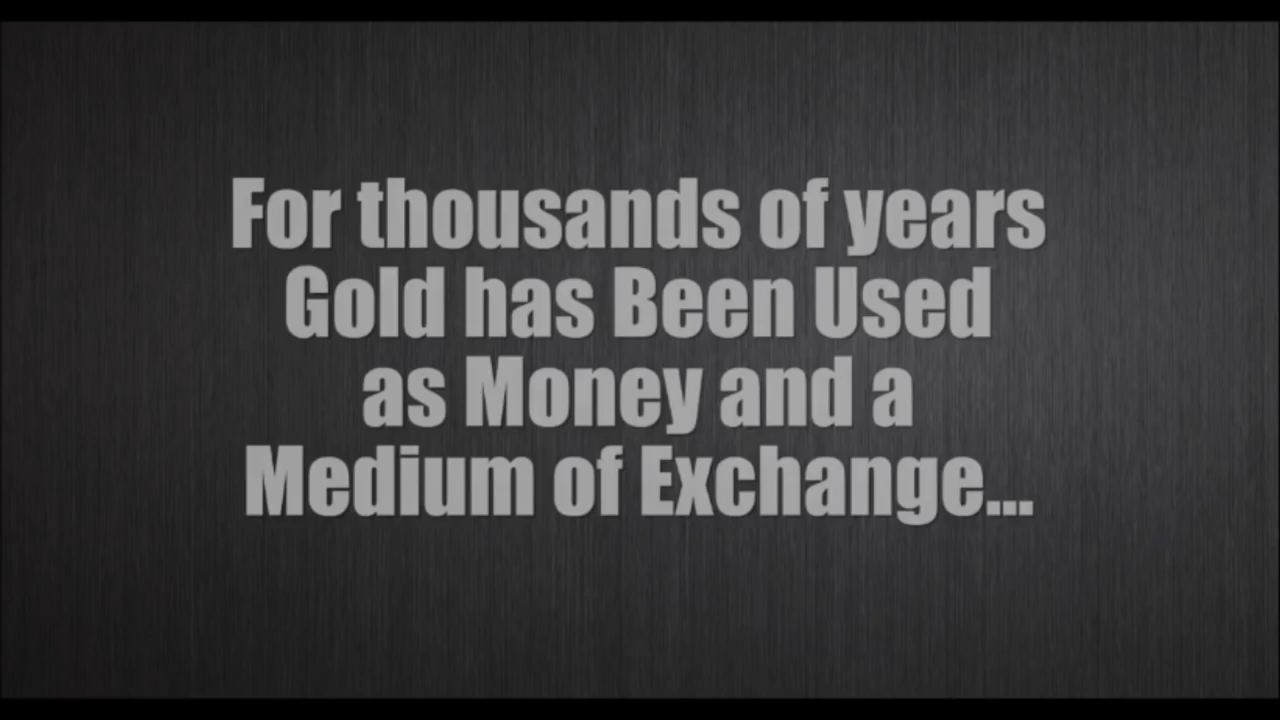 For thousands of years
Gold has Been Used
as Money and a
Medium of Exchange...